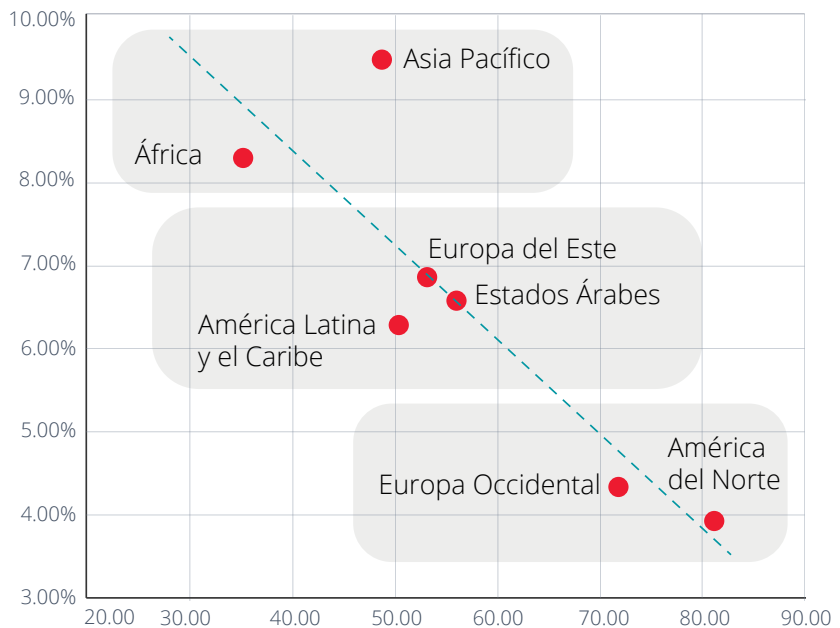 10.00%
Asia Pacífico
9.00%
África
8.00%
Europa del Este
7.00%
Estados Árabes
América Latina
y el Caribe
6.00%
5.00%
América
del Norte
Europa Occidental
4.00%
3.00%
20.00 30.00 40.00 50.00 60.00 70.00 80.00 90.00